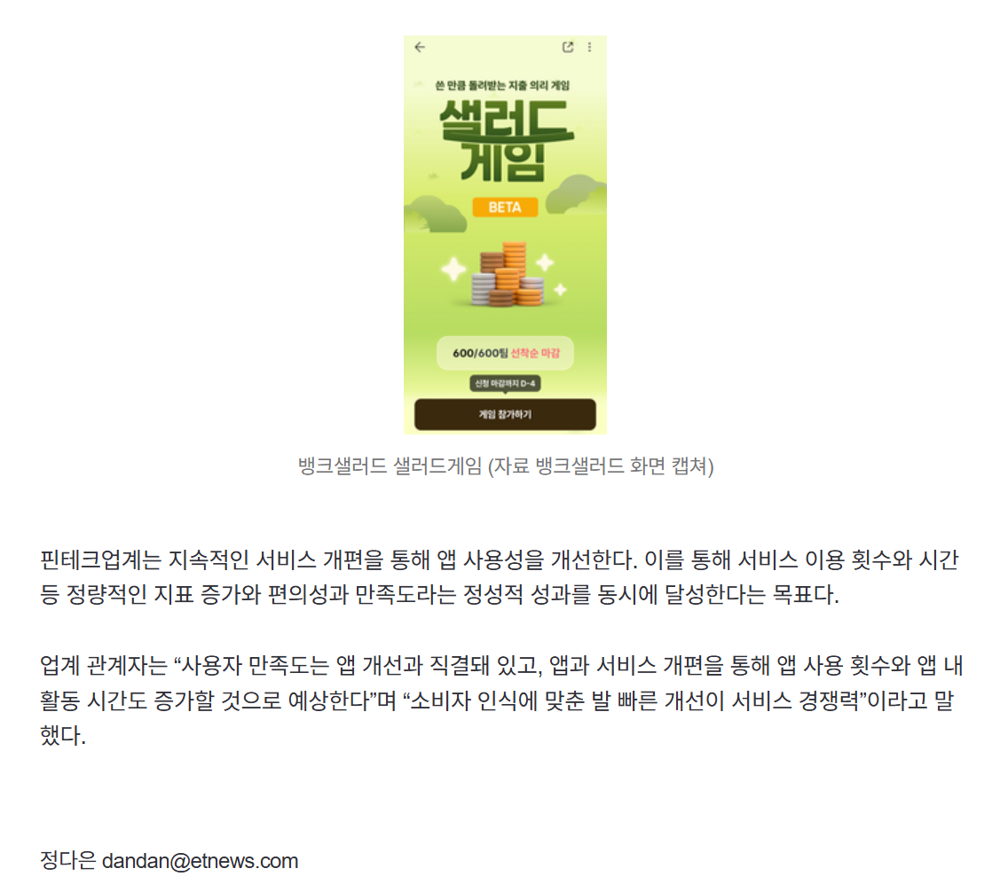 쓴 만큼 돌려받는 지출 의리 게임
샐러드
게임
BETA
600/600팀 선착순 마감
신청 마감까지 D-4
게임 참가하기
뱅크샐러드 샐러드게임 (자료 뱅크샐러드 화면 캡쳐)
핀테크업계는 지속적인 서비스 개편을 통해 앱 사용성을 개선한다. 이를 통해 서비스 이용 횟수와 시간
등 정량적인 지표 증가와 편의성과 만족도라는 정성적 성과를 동시에 달성한다는 목표다.
업계 관계자는 “사용자 만족도는 앱 개선과 직결돼 있고, 앱과 서비스 개편을 통해 앱 사용 횟수와 앱 내
활동 시간도 증가할 것으로 예상한다”며 “소비자 인식에 맞춘 발 빠른 개선이 서비스 경쟁력”이라고 말
했다.
정다은 dandan@etnews.com